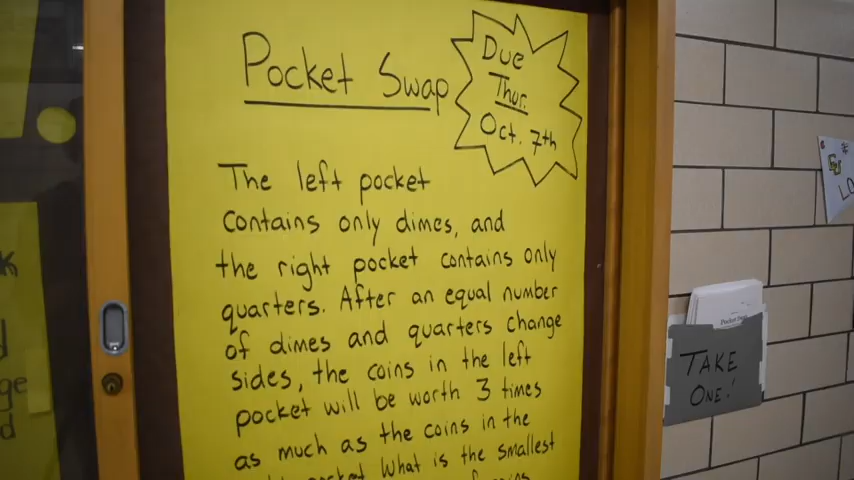 Pocket Swap
Due
Thur.
Oct. 7th
The left pocket
contains only dimes, and
the right pocket contains only
quarters. After an equal number
of dimes and quarters change
sides, the coins in the left
pocket will be worth 3 times
as much as the coins in the
pocket What is the smallest
TAKE
ONE!